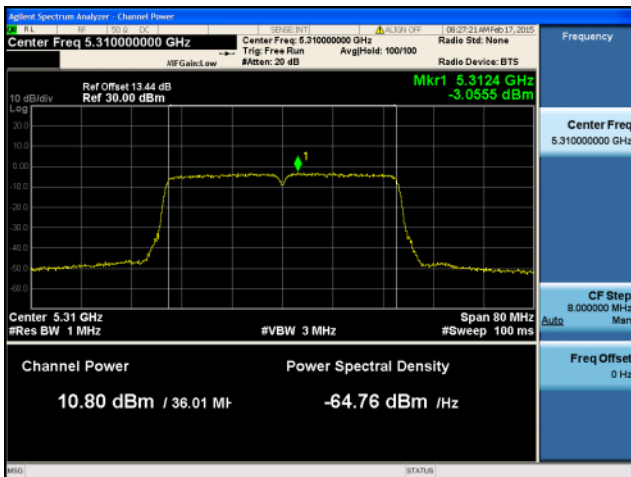 Agilent Spectrum Analyzer - Channel Power
RL RF 50 Ω DC SENSE:INT ALIGN OFF 08:27:21 AM Feb 17, 2015
Center Freq 5.310000000 GHz Center Freq: 5.310000000 GHz Radio Std: None
Trig: Free Run Avg|Hold: 100/100
#IFGain:Low #Atten: 20 dB Radio Device: BTS
Frequency
Ref Offset 13.44 dB Mkr1 5.3124 GHz
10 dB/div Ref 30.00 dBm -3.0555 dBm
Log
20.0
10.0
0.00
-10.0
-20.0
-30.0
-40.0
-50.0
-60.0
1
Center 5.31 GHz Span 80 MHz
#Res BW 1 MHz #VBW 3 MHz #Sweep 100 ms
Channel Power Power Spectral Density
10.80 dBm / 36.01 MH -64.76 dBm /Hz
Center Freq
5.310000000 GHz
CF Step
8.000000 MHz
Auto Man
Freq Offset
0 Hz
MSG STATUS